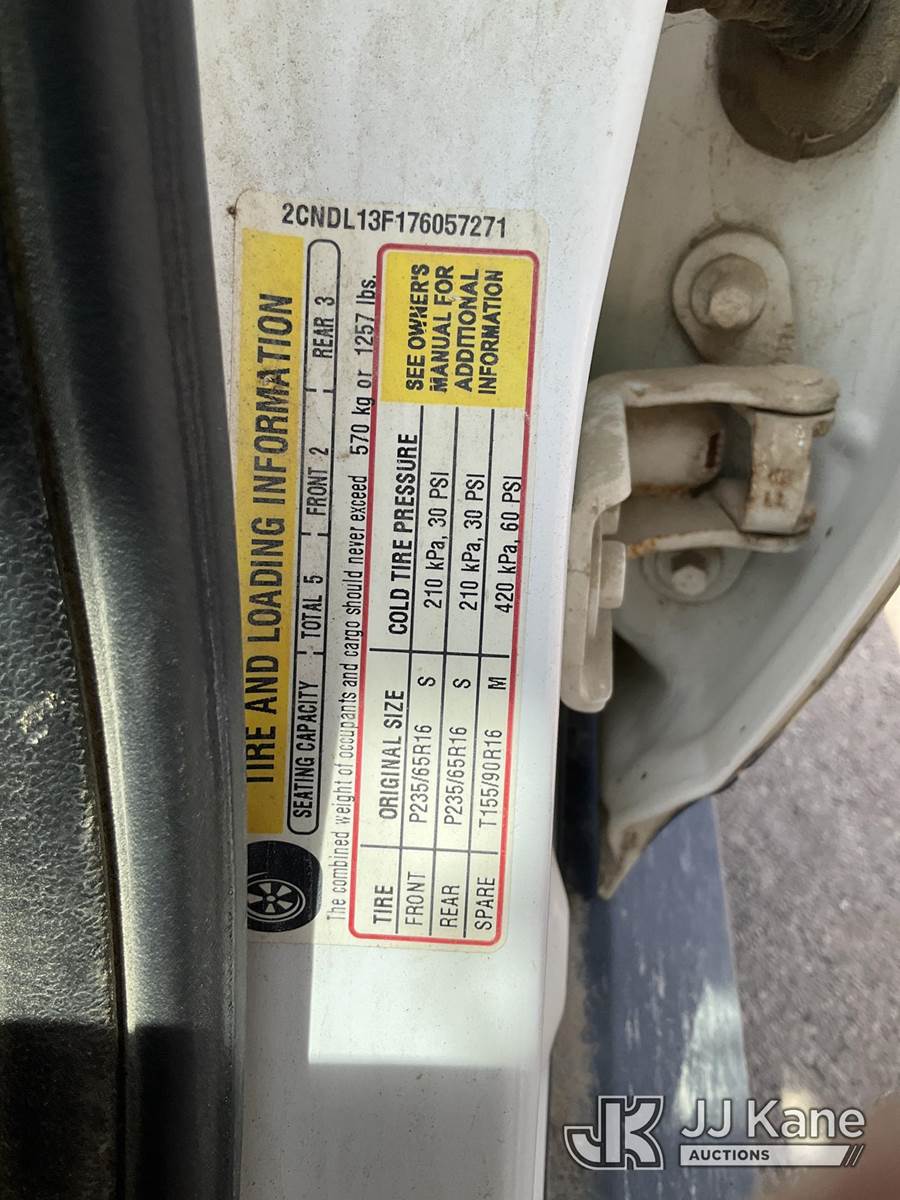 2CNDL13F176057271
TIRE AND LOADING INFORMATION
SEATING CAPACITY TOTAL 5 FRONT 2 REAR 3
The combined weight of occupants and cargo should never exceed 570 kg or 1257 lbs.
TIRE ORIGINAL SIZE COLD TIRE PRESSURE
FRONT P235/65R16 S 210 kPa, 30 PSI
REAR P235/65R16 S 210 kPa, 30 PSI
SPARE T155/90R16 M 420 kPa, 60 PSI
SEE OWNER'S
MANUAL FOR
ADDITIONAL
INFORMATION
JK JJ Kane
AUCTIONS